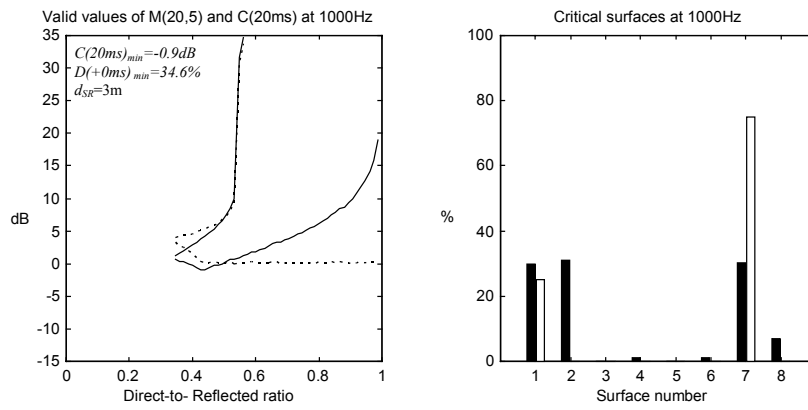 Valid values of M(20,5) and C(20ms) at 1000Hz
35
30
25
20
15
10
5
0
-5
-10
-15
dB
C(20ms)min=-0.9dB
D(+0ms) min=34.6%
dSR=3m
0 0.2 0.4 0.6 0.8 1
Direct-to- Reflected ratio
Critical surfaces at 1000Hz
100
80
60
40
20
0
%
1 2 3 4 5 6 7 8
Surface number